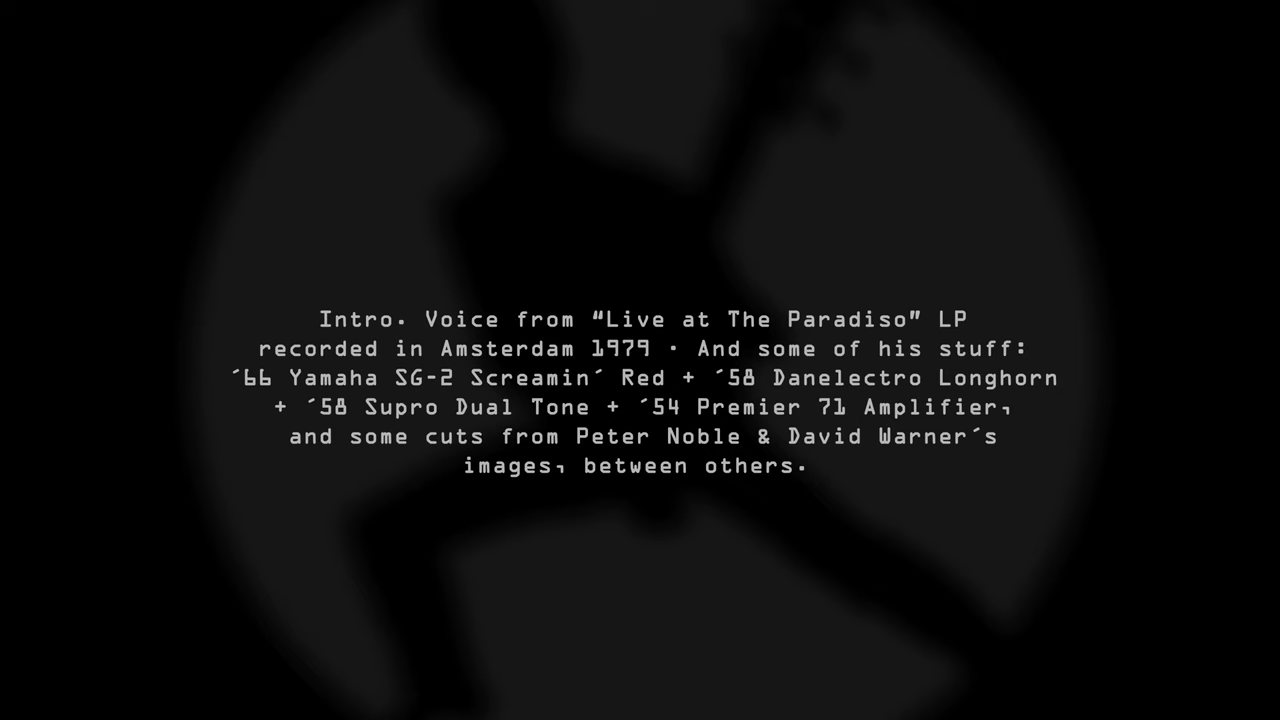 Intro. Voice from “Live at The Paradiso” LP
recorded in Amsterdam 1979 · And some of his stuff:
´66 Yamaha SG-2 Screamin´ Red + ´58 Danelectro Longhorn
+ ´58 Supro Dual Tone + ´54 Premier 71 Amplifier,
and some cuts from Peter Noble & David Warner´s
images, between others.